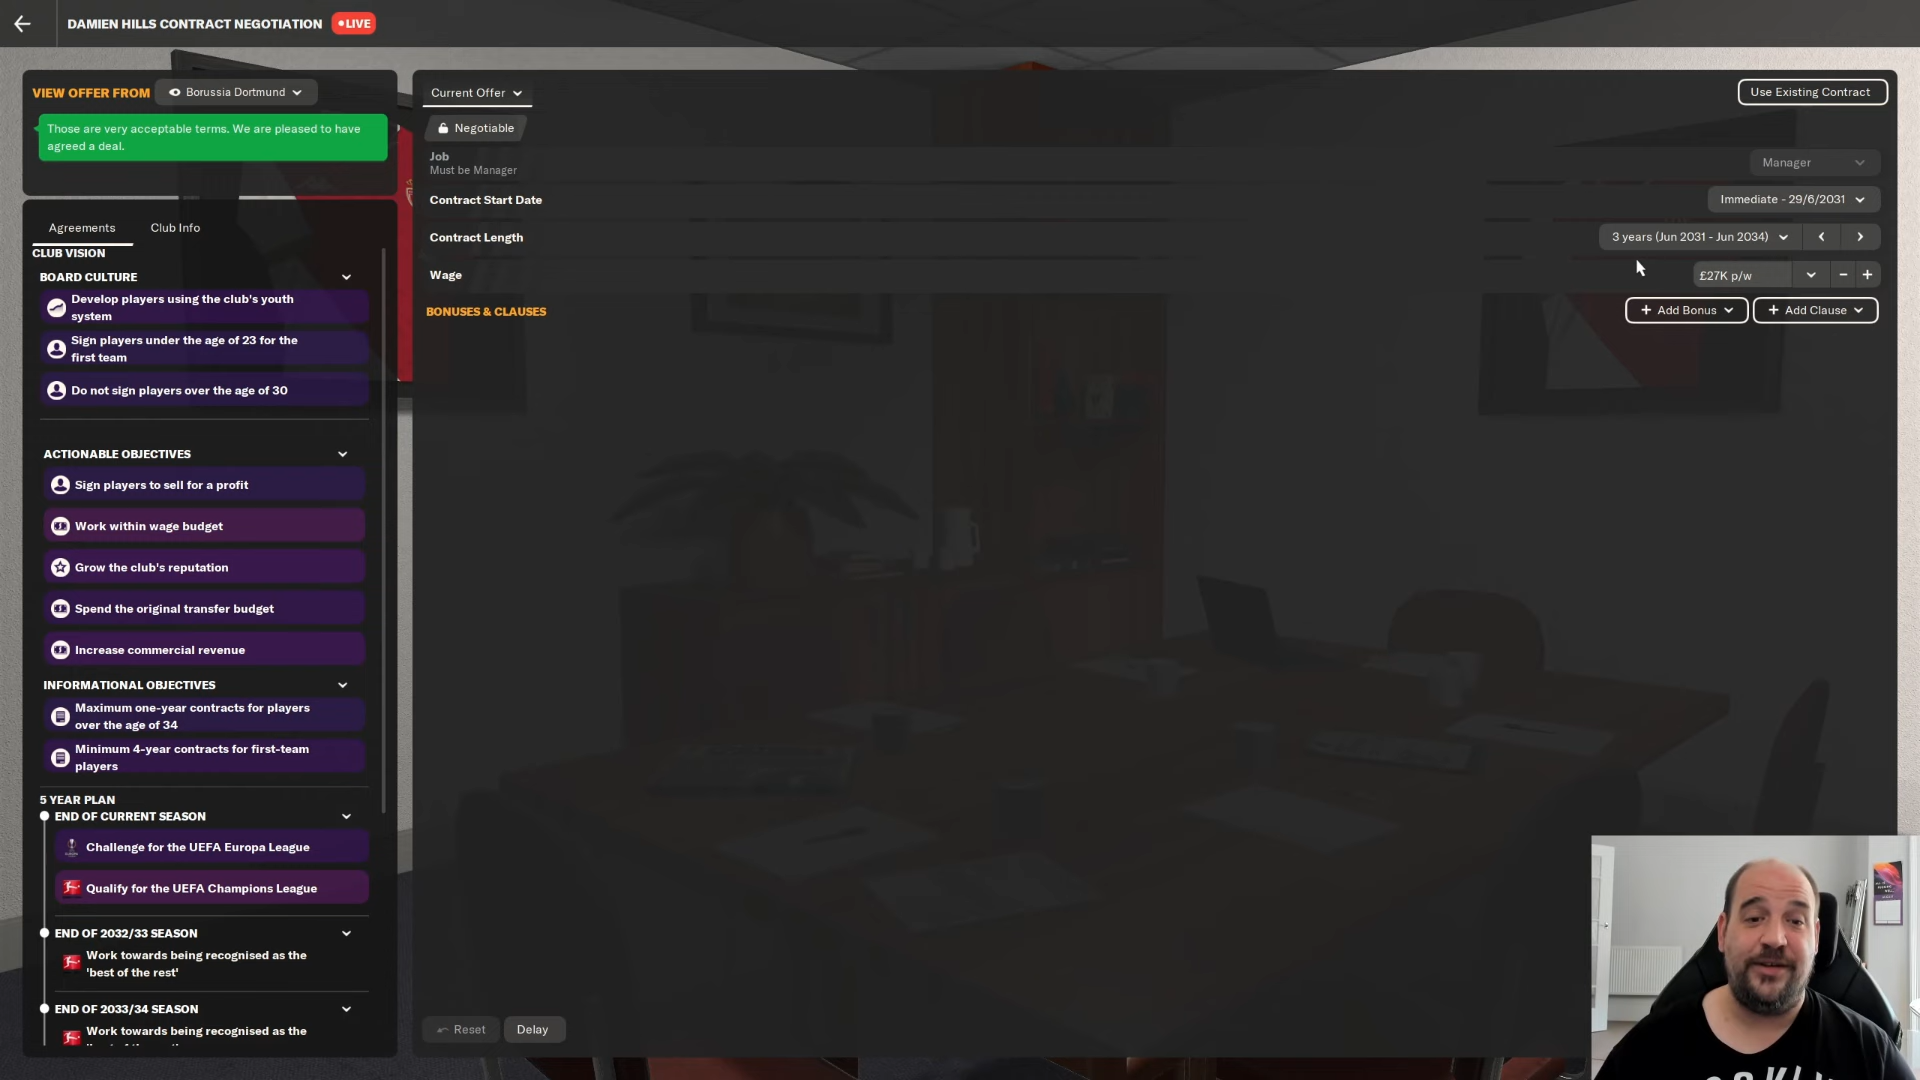 DAMIEN HILLS CONTRACT NEGOTIATION
LIVE
VIEW OFFER FROM
Borussia Dortmund
Those are very acceptable terms. We are pleased to have
agreed a deal.
Agreements
Club Info
CLUB VISION
BOARD CULTURE
Develop players using the club's youth
system
Sign players under the age of 23 for the
first team
Do not sign players over the age of 30
ACTIONABLE OBJECTIVES
Sign players to sell for a profit
Work within wage budget
Grow the club's reputation
Spend the original transfer budget
Increase commercial revenue
INFORMATIONAL OBJECTIVES
Maximum one-year contracts for players
over the age of 34
Minimum 4-year contracts for first-team
players
5 YEAR PLAN
END OF CURRENT SEASON
Challenge for the UEFA Europa League
Qualify for the UEFA Champions League
END OF 2032/33 SEASON
Work towards being recognised as the
'best of the rest'
END OF 2033/34 SEASON
Work towards being recognised as the
Current Offer
Use Existing Contract
Negotiable
Job
Must be Manager
Manager
Contract Start Date
Immediate - 29/6/2031
Contract Length
3 years (Jun 2031 - Jun 2034)
Wage
£27K p/w
BONUSES & CLAUSES
Add Bonus
Add Clause
Reset
Delay